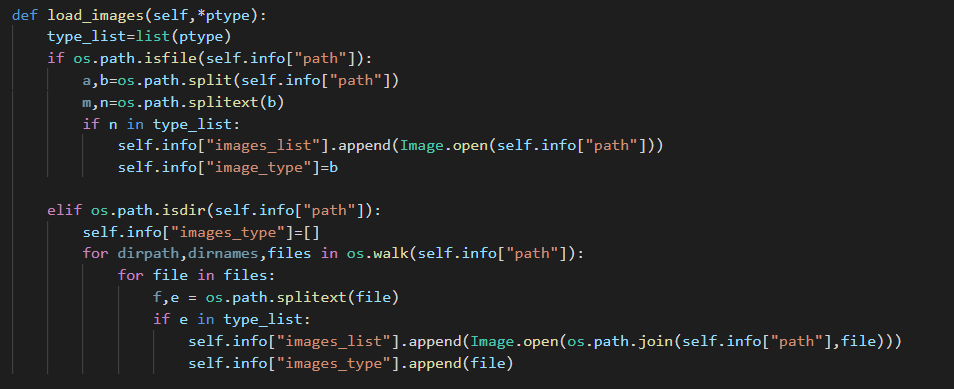 def load_images(self,*ptype):
    type_list=list(ptype)
    if os.path.isfile(self.info["path"]):
        a,b=os.path.split(self.info["path"])
        m,n=os.path.splitext(b)
        if n in type_list:
            self.info["images_list"].append(Image.open(self.info["path"]))
            self.info["image_type"]=b
    elif os.path.isdir(self.info["path"]):
        self.info["images_type"]=[]
        for dirpath,dirnames,files in os.walk(self.info["path"]):
            for file in files:
                f,e = os.path.splitext(file)
                if e in type_list:
                    self.info["images_list"].append(Image.open(os.path.join(self.info["path"],file)))
                    self.info["images_type"].append(file)